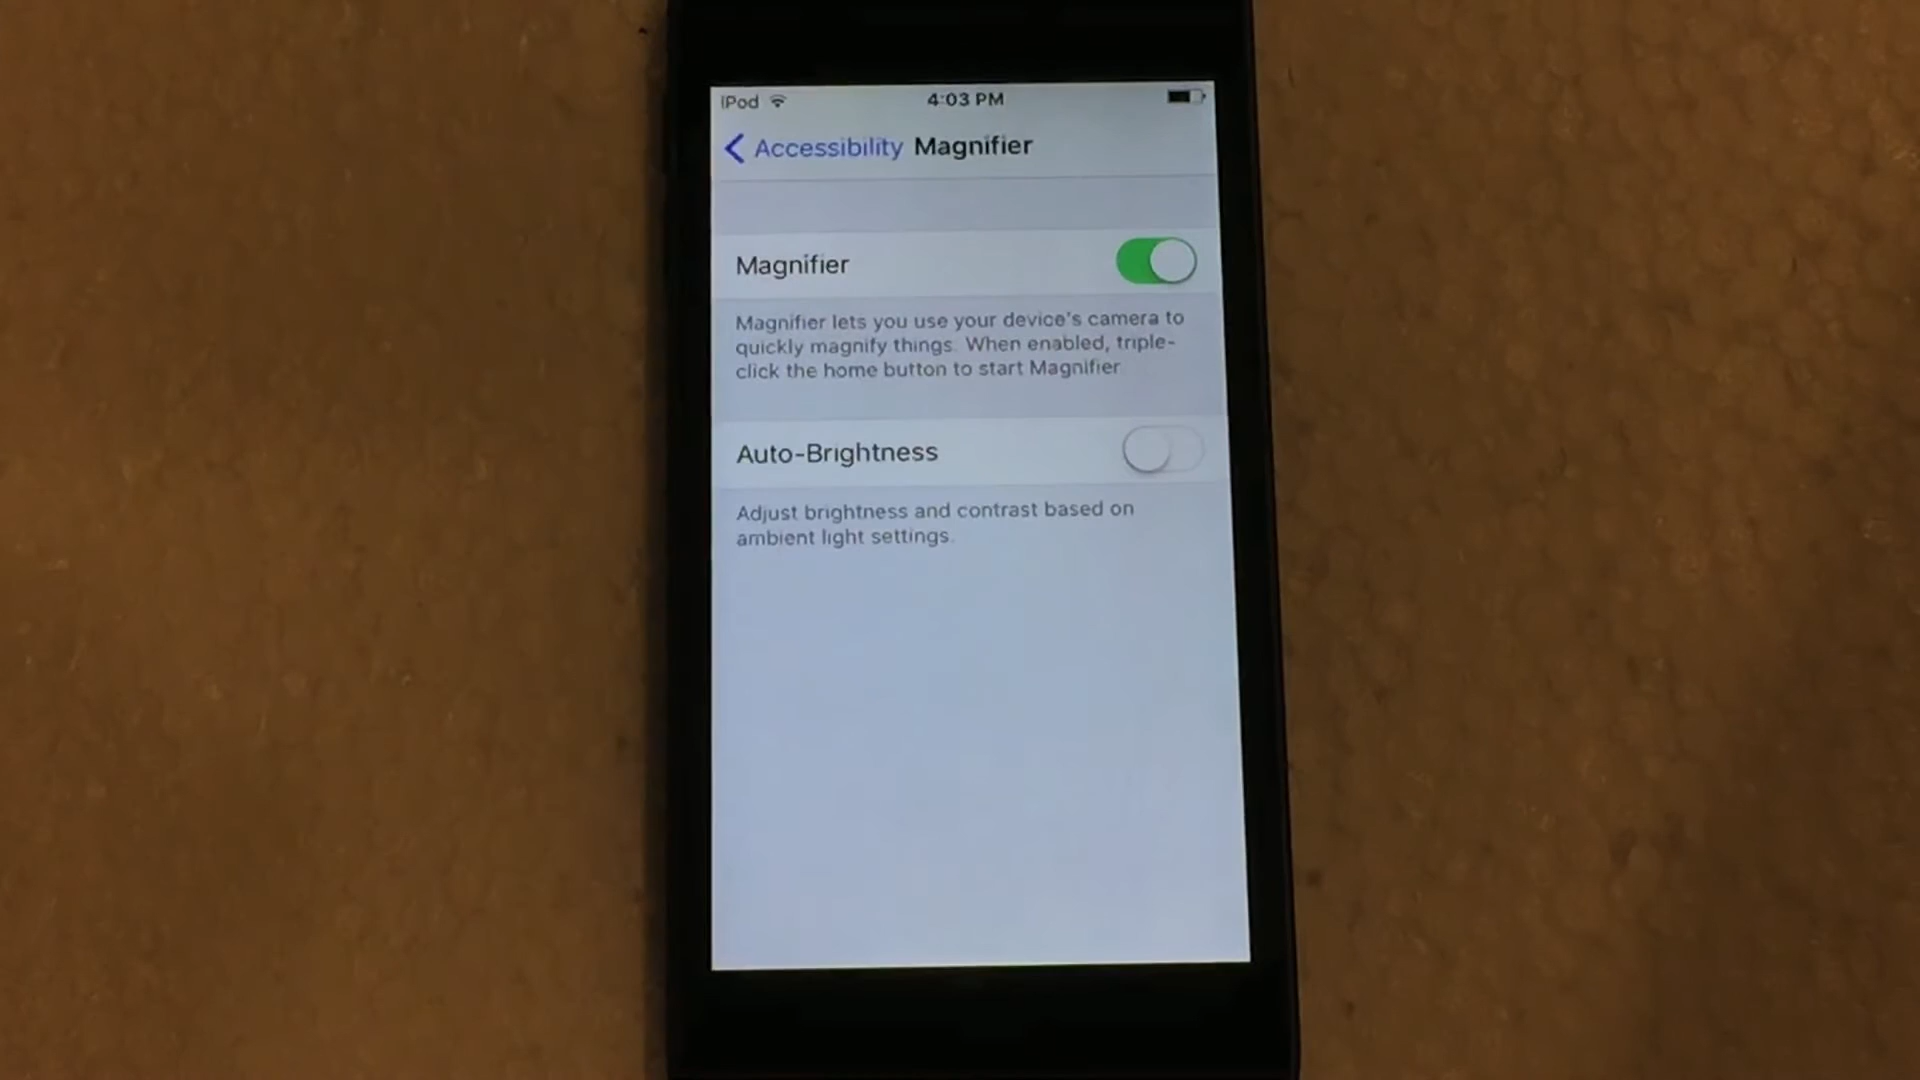 iPod 4:03 PM
Accessibility Magnifier
Magnifier
Magnifier lets you use your device's camera to
quickly magnify things. When enabled, triple-
click the home button to start Magnifier
Auto-Brightness
Adjust brightness and contrast based on
ambient light settings.